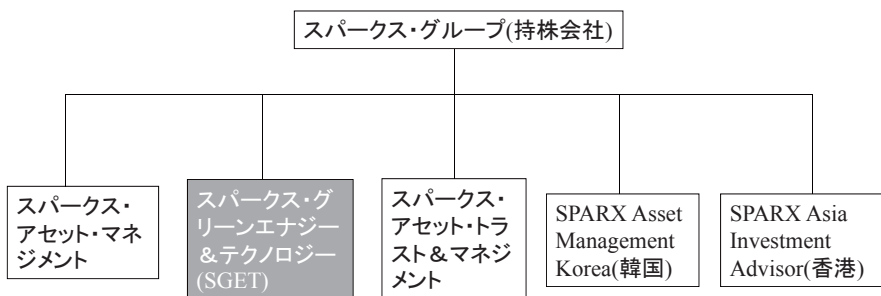 スパークス・グループ(持株会社)
スパークス・
アセット・マネ
ジメント
スパークス・グ
リーンエナジー
＆テクノロジー
(SGET)
スパークス・
アセット・トラ
スト＆マネジ
メント
SPARX Asset
Management
Korea(韓国)
SPARX Asia
Investment
Advisor(香港)